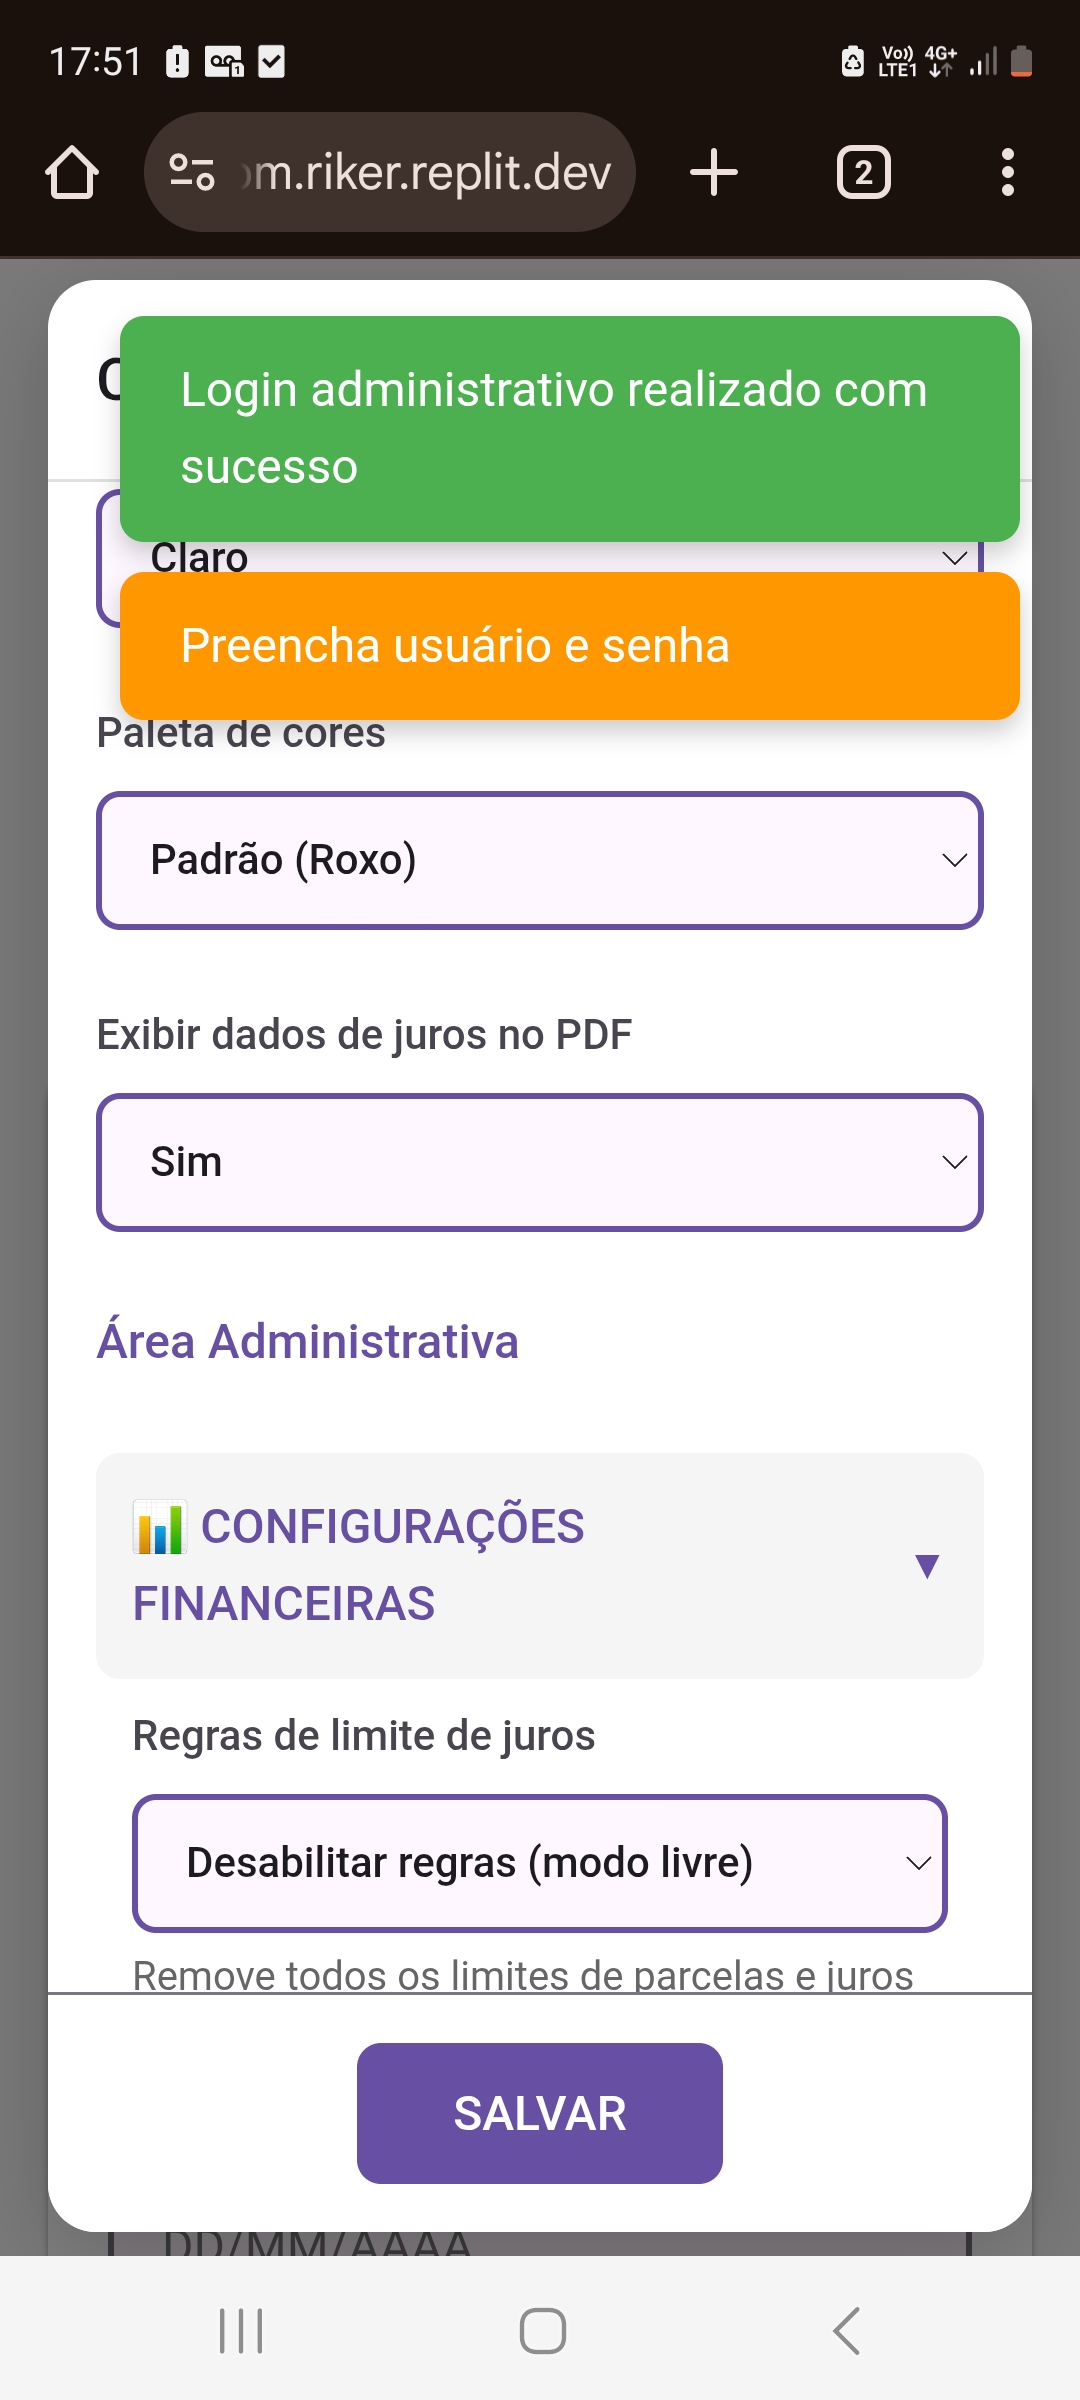 17:51
Vo)) 4G+
LTE1
m.riker.replit.dev
2
Login administrativo realizado com
sucesso
Claro
Preencha usuário e senha
Paleta de cores
Padrão (Roxo)
Exibir dados de juros no PDF
Sim
Área Administrativa
📊 CONFIGURAÇÕES
FINANCEIRAS
▼
Regras de limite de juros
Desabilitar regras (modo livre)
Remove todos os limites de parcelas e juros
SALVAR
DD/MM/AAAA